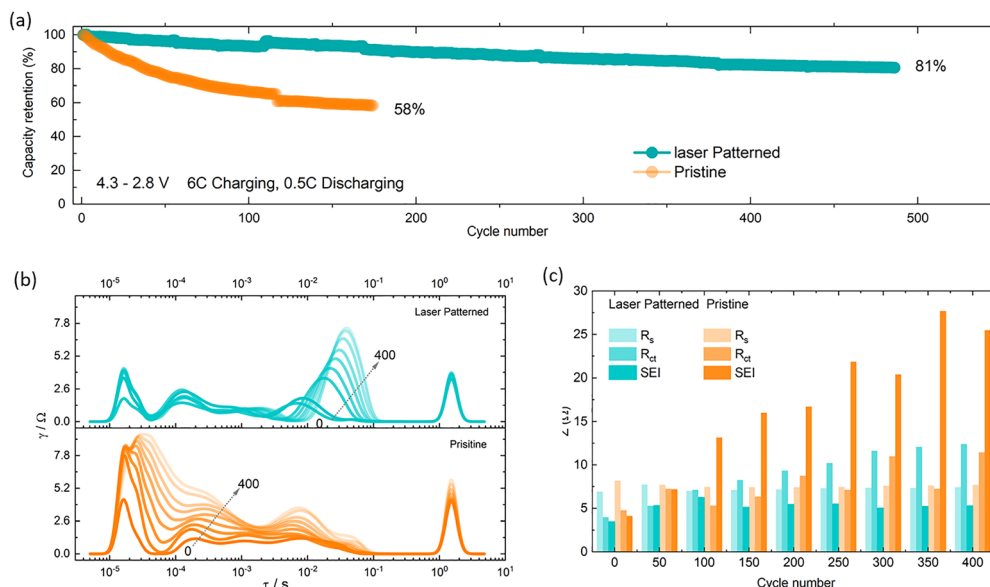 (a)
Capacity retention (%)
100
80
60
40
20
0
81%
58%
laser Patterned
Pristine
4.3 - 2.8 V 6C Charging, 0.5C Discharging
0 100 200 300 400 500
Cycle number
(b)
10⁻⁵ 10⁻⁴ 10⁻³ 10⁻² 10⁻¹ 10⁰ 10¹
Laser Patterned
7.8
5.2
2.6
0.0
400
0
γ / Ω
Prisitine
7.8
5.2
2.6
0.0
400
0
10⁻⁵ 10⁻⁴ 10⁻³ 10⁻² 10⁻¹ 10⁰ 10¹
τ / s
(c)
30
25
20
15
10
5
0
Z (Ω)
Laser Patterned Pristine
Rs Rs
Rct Rct
SEI SEI
0 50 100 150 200 250 300 350 400
Cycle number